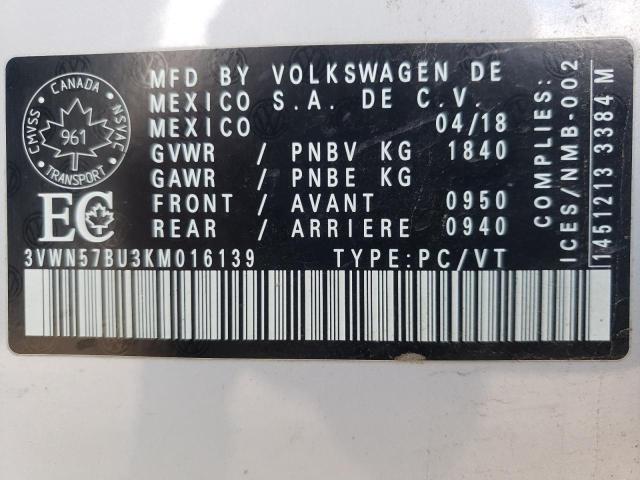 CANADA
CMVSS
NSVAC
961
TRANSPORT
EC
MFD BY VOLKSWAGEN DE
MEXICO S.A. DE C.V.
MEXICO 04/18
GVWR / PNBV KG 1840
GAWR / PNBE KG
FRONT / AVANT 0950
REAR / ARRIERE 0940
3VWN57BU3KM016139 TYPE:PC/VT
COMPLIES:
ICES/NMB-002
1451213 3384 M